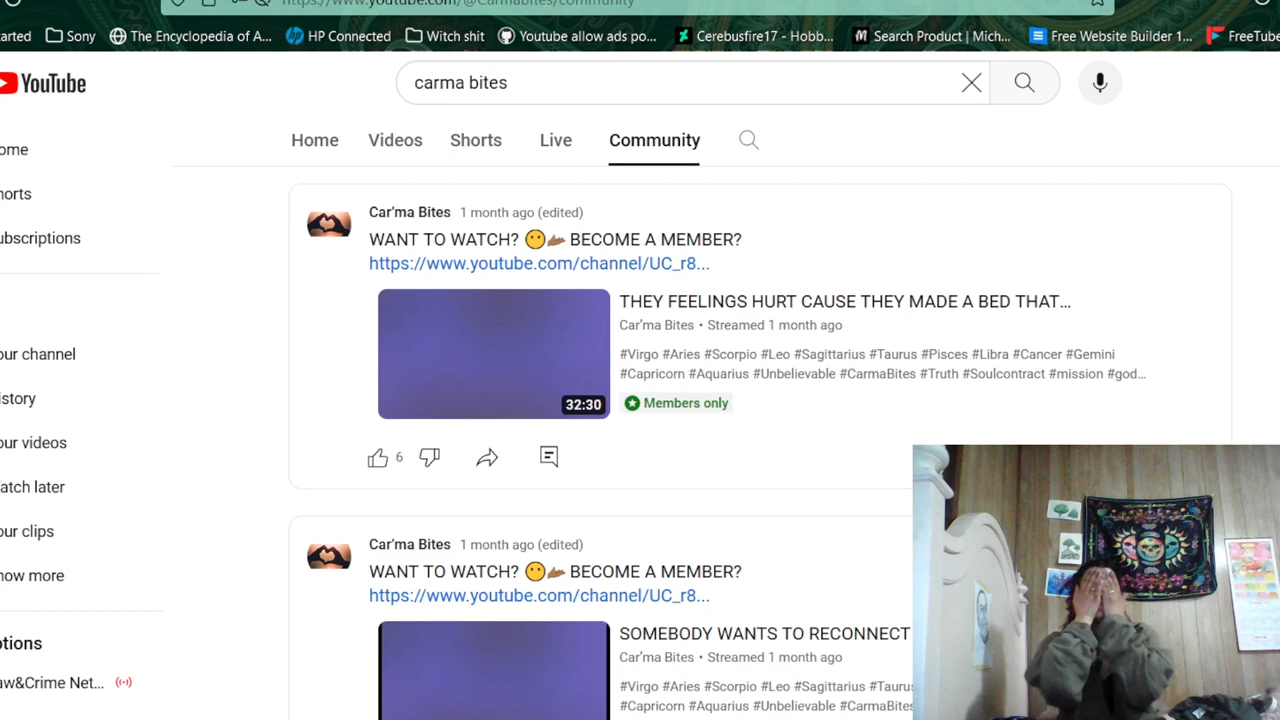 https://www.youtube.com/@Carmabites/community
arted Sony The Encyclopedia of A... HP Connected Witch shit Youtube allow ads po... Cerebusfire17 - Hobb... Search Product | Mich... Free Website Builder 1... FreeTube
YouTube
carma bites
ome
horts
ubscriptions
our channel
istory
our videos
atch later
our clips
how more
ptions
aw&Crime Net...
Home Videos Shorts Live Community
Car'ma Bites 1 month ago (edited)
WANT TO WATCH? 😶🫴🏽 BECOME A MEMBER?
https://www.youtube.com/channel/UC_r8...
32:30
THEY FEELINGS HURT CAUSE THEY MADE A BED THAT...
Car'ma Bites • Streamed 1 month ago
#Virgo #Aries #Scorpio #Leo #Sagittarius #Taurus #Pisces #Libra #Cancer #Gemini
#Capricorn #Aquarius #Unbelievable #CarmaBites #Truth #Soulcontract #mission #god...
Members only
6
Car'ma Bites 1 month ago (edited)
WANT TO WATCH? 😶🫴🏽 BECOME A MEMBER?
https://www.youtube.com/channel/UC_r8...
SOMEBODY WANTS TO RECONNECT
Car'ma Bites • Streamed 1 month ago
#Virgo #Aries #Scorpio #Leo #Sagittarius #Tauru
#Capricorn #Aquarius #Unbelievable #CarmaBites